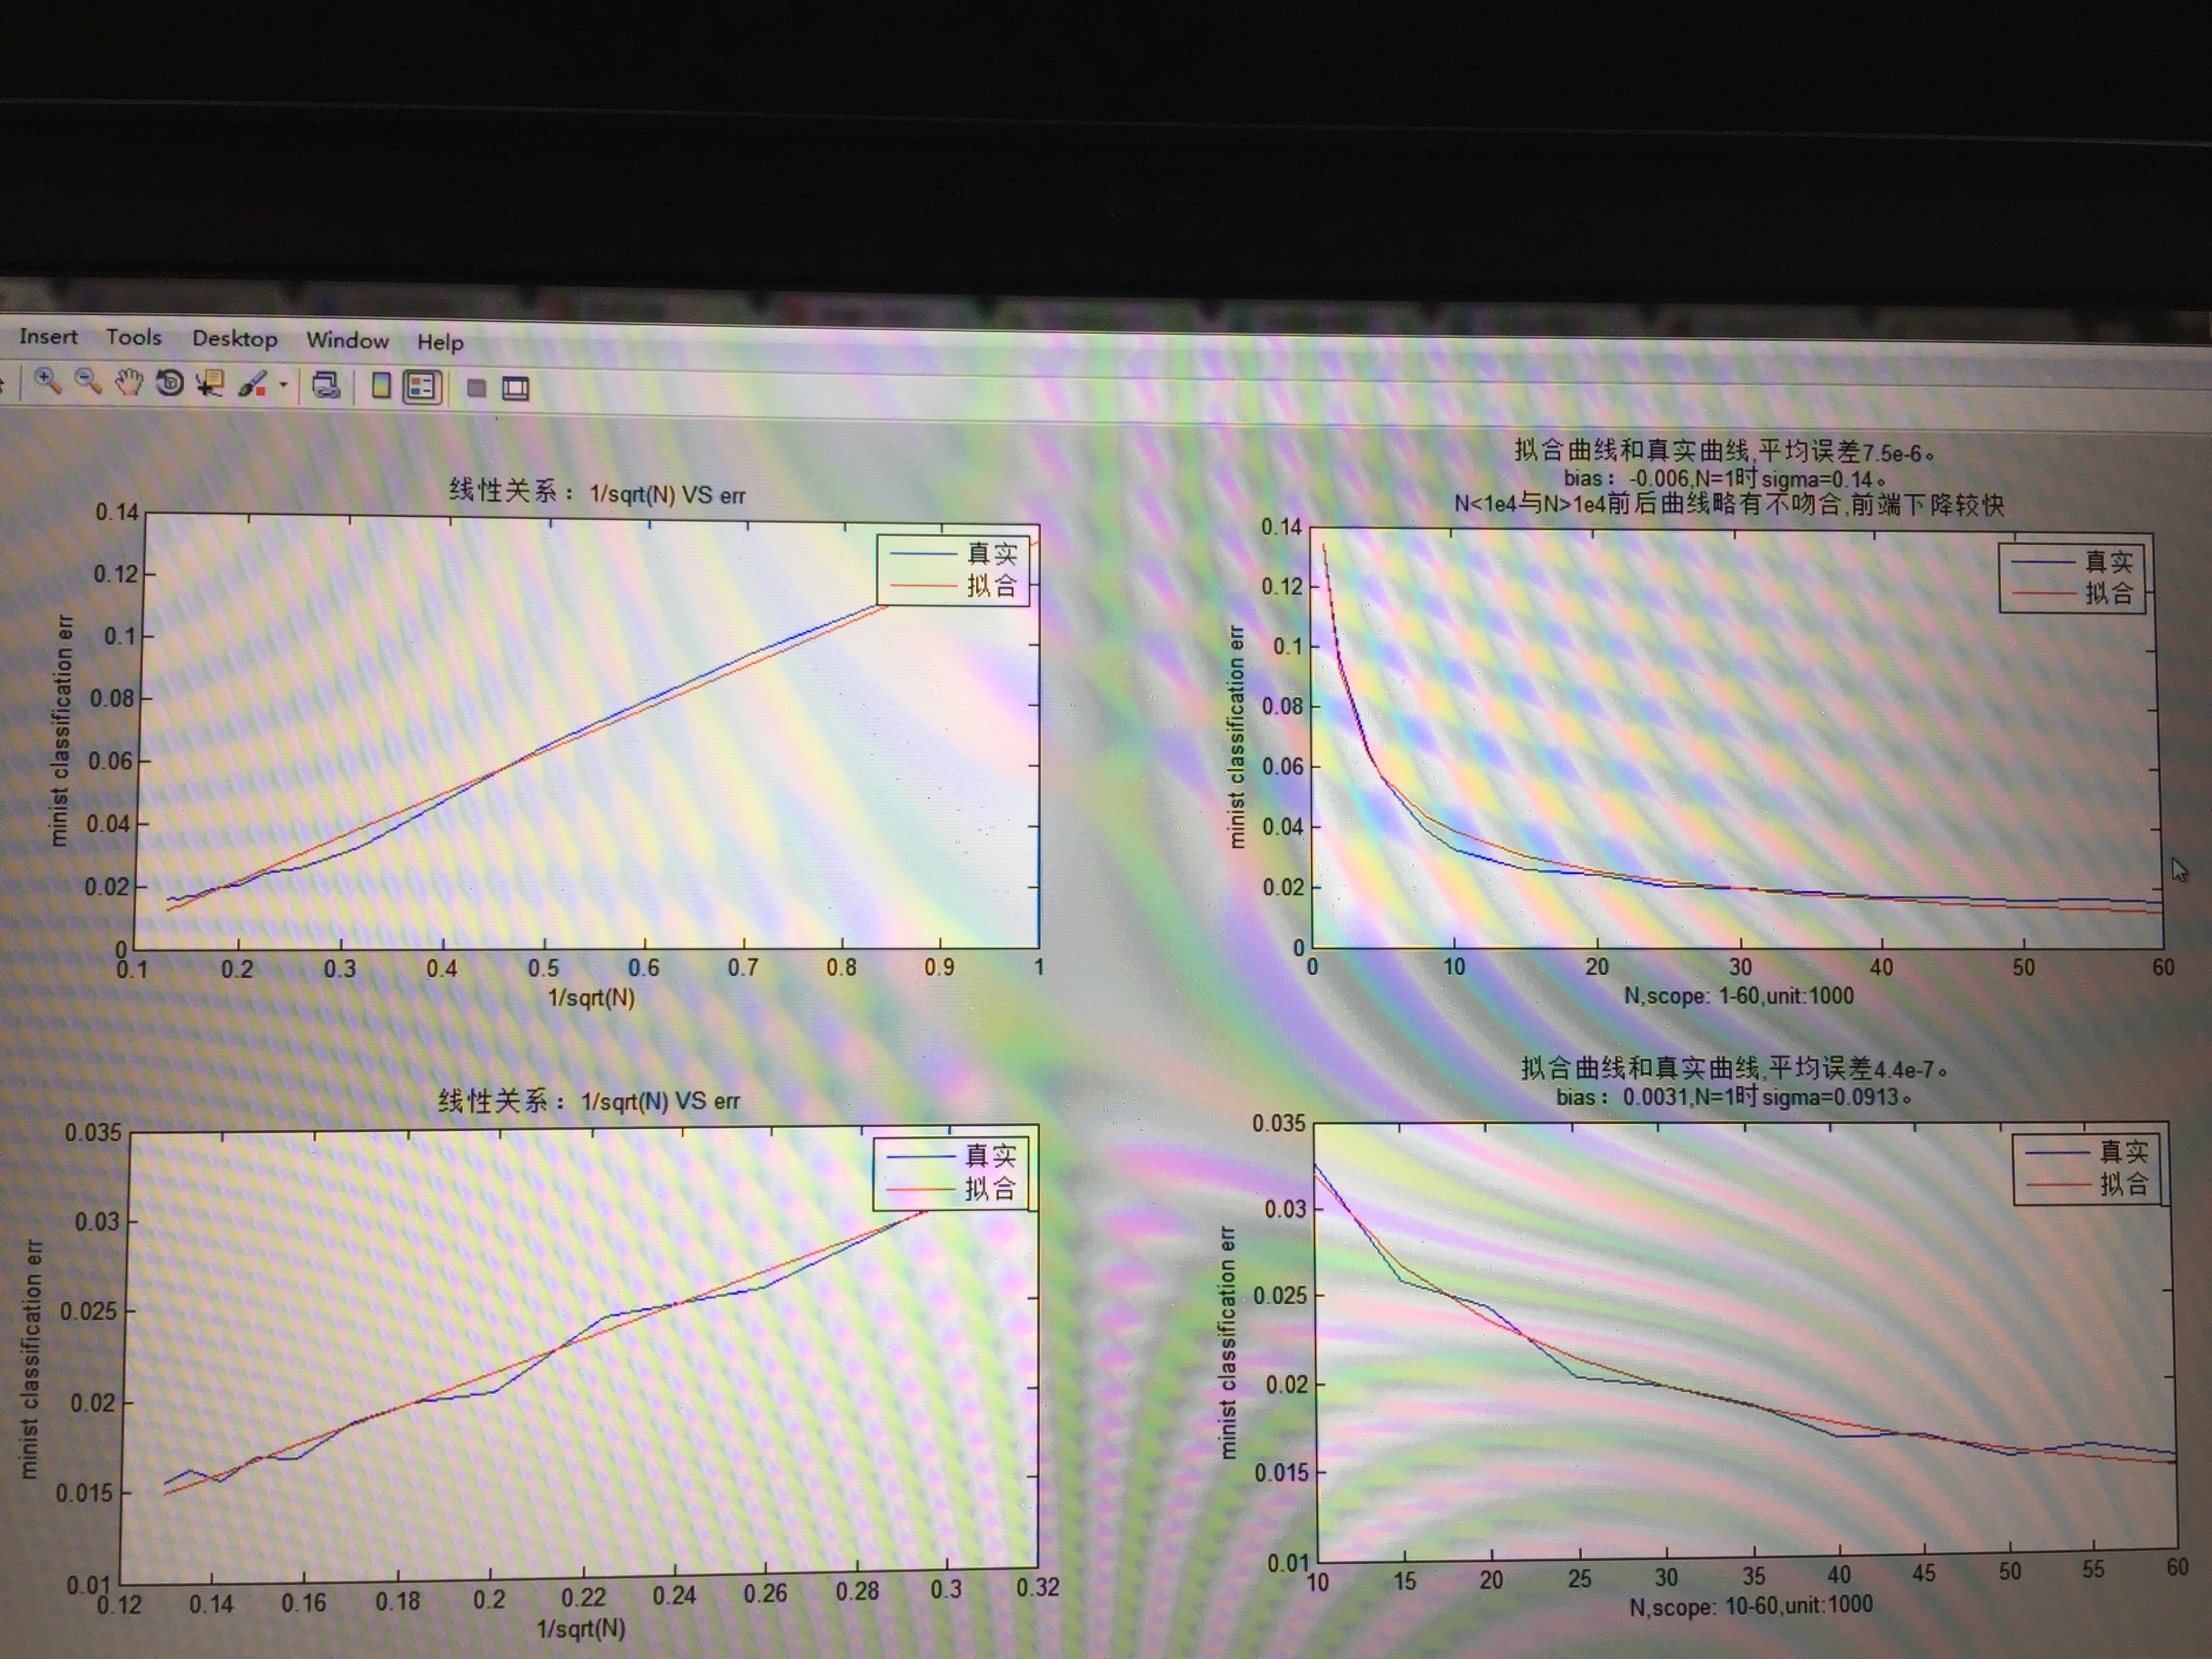 Insert Tools Desktop Window Help
线性关系：1/sqrt(N) VS err
0.14
0.12
0.1
0.08
0.06
0.04
0.02
0
minist classification err
真实
拟合
0.1 0.2 0.3 0.4 0.5 0.6 0.7 0.8 0.9 1
1/sqrt(N)
拟合曲线和真实曲线,平均误差7.5e-6。
bias：-0.006,N=1时sigma=0.14。
N<1e4与N>1e4前后曲线略有不吻合,前端下降较快
0.14
0.12
0.1
0.08
0.06
0.04
0.02
0
minist classification err
真实
拟合
0 10 20 30 40 50 60
N,scope: 1-60,unit:1000
线性关系：1/sqrt(N) VS err
0.035
0.03
0.025
0.02
0.015
0.01
minist classification err
真实
拟合
0.12 0.14 0.16 0.18 0.2 0.22 0.24 0.26 0.28 0.3 0.32
1/sqrt(N)
拟合曲线和真实曲线,平均误差4.4e-7。
bias：0.0031,N=1时sigma=0.0913。
0.035
0.03
0.025
0.02
0.015
0.01
minist classification err
真实
拟合
10 15 20 25 30 35 40 45 50 55 60
N,scope: 10-60,unit:1000